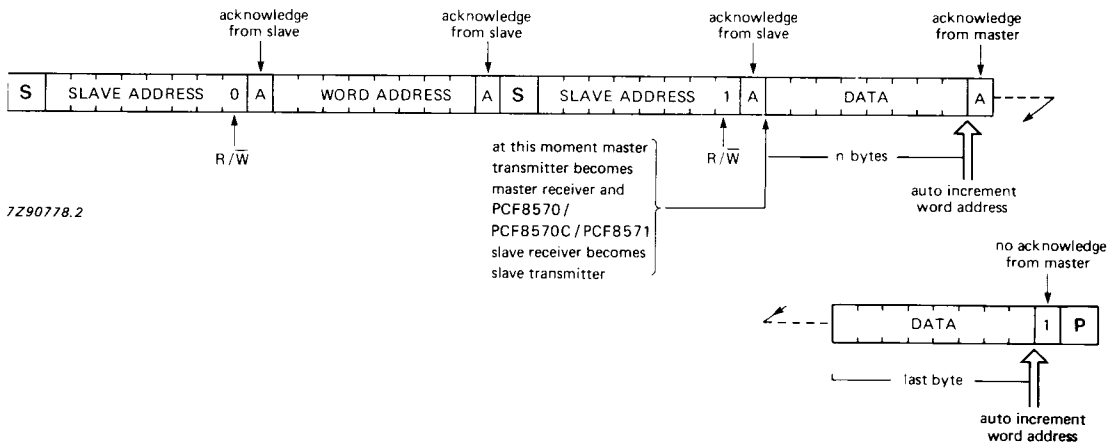 acknowledge
from slave
acknowledge
from slave
acknowledge
from slave
acknowledge
from master
S SLAVE ADDRESS 0 A WORD ADDRESS A S SLAVE ADDRESS 1 A DATA A
R/W̅
R/W̅
at this moment master
transmitter becomes
master receiver and
PCF8570/
PCF8570C/PCF8571
slave receiver becomes
slave transmitter
n bytes
auto increment
word address
7Z90778.2
no acknowledge
from master
DATA 1 P
last byte
auto increment
word address